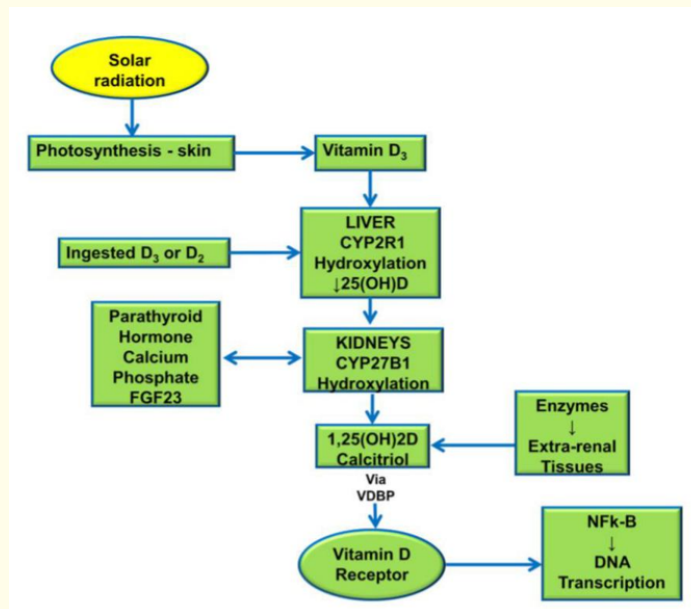 Solar
radiation
Photosynthesis - skin
Vitamin D₃
LIVER
CYP2R1
Hydroxylation
↓25(OH)D
Ingested D₃ or D₂
Parathyroid
Hormone
Calcium
Phosphate
FGF23
KIDNEYS
CYP27B1
Hydroxylation
1,25(OH)2D
Calcitriol
Enzymes
↓
Extra-renal
Tissues
Via
VDBP
Vitamin D
Receptor
NFk-B
↓
DNA
Transcription